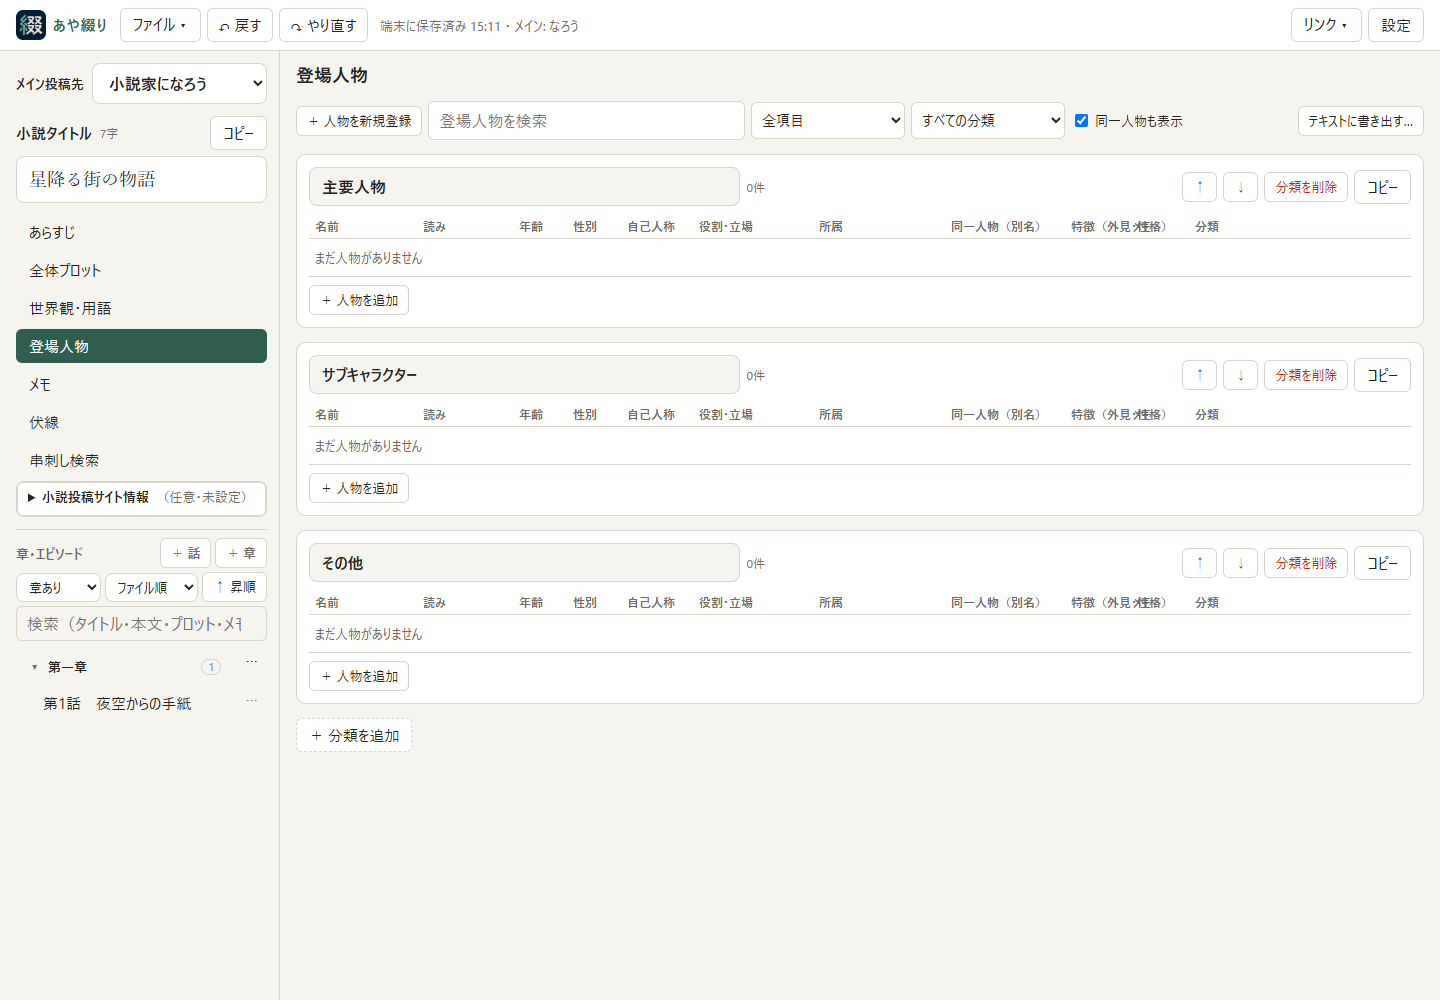 綴 あや綴り ファイル ▾ ↶ 戻す ↷ やり直す 端末に保存済み 15:11・メイン: なろう リンク ▾ 設定
メイン投稿先 小説家になろう
小説タイトル 7字 コピー
星降る街の物語
あらすじ
全体プロット
世界観・用語
登場人物
メモ
伏線
串刺し検索
▶ 小説投稿サイト情報 （任意・未設定）
章・エピソード ＋ 話 ＋ 章
章あり ファイル順 ↑ 昇順
検索（タイトル・本文・プロット・メモ
▾ 第一章 1 …
第1話　夜空からの手紙 …
登場人物
＋ 人物を新規登録 登場人物を検索 全項目 すべての分類 同一人物も表示 テキストに書き出す…
主要人物 0件 ↑ ↓ 分類を削除 コピー
名前 読み 年齢 性別 自己人称 役割・立場 所属 同一人物（別名） 特徴（外見・性格） 分類
まだ人物がありません
＋ 人物を追加
サブキャラクター 0件 ↑ ↓ 分類を削除 コピー
名前 読み 年齢 性別 自己人称 役割・立場 所属 同一人物（別名） 特徴（外見・性格） 分類
まだ人物がありません
＋ 人物を追加
その他 0件 ↑ ↓ 分類を削除 コピー
名前 読み 年齢 性別 自己人称 役割・立場 所属 同一人物（別名） 特徴（外見・性格） 分類
まだ人物がありません
＋ 人物を追加
＋ 分類を追加